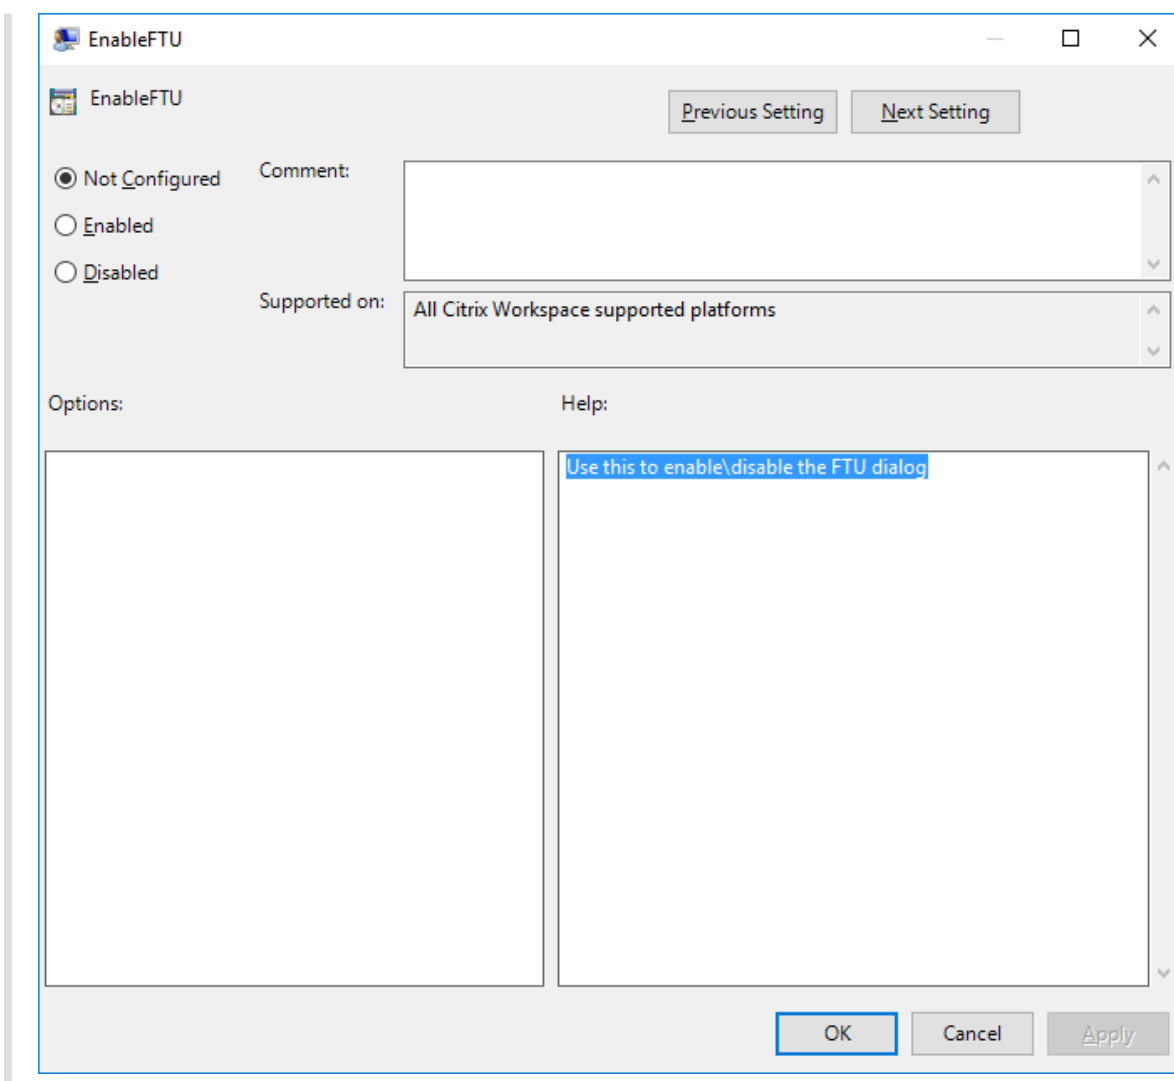 EnableFTU
EnableFTU
Previous Setting
Next Setting
Not Configured
Comment:
Enabled
Disabled
Supported on:
All Citrix Workspace supported platforms
Options:
Help:
Use this to enable\disable the FTU dialog
OK
Cancel
Apply